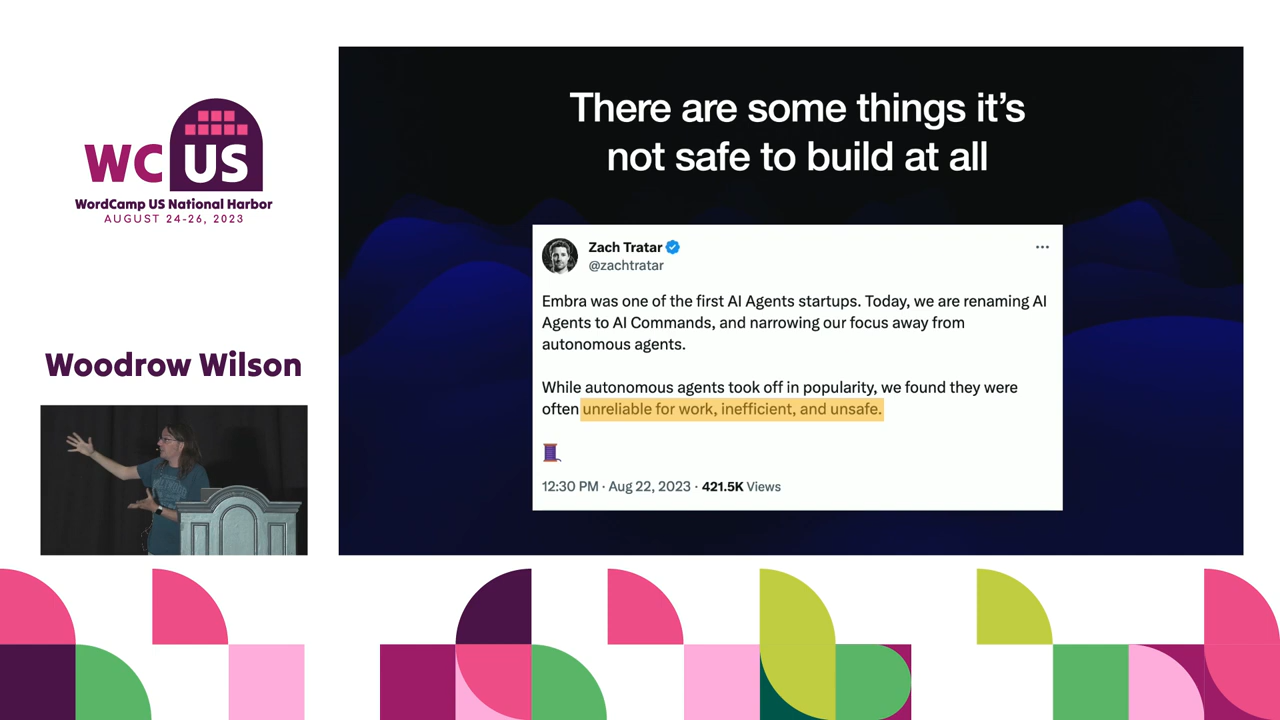 WC US
WordCamp US National Harbor
AUGUST 24-26, 2023
Woodrow Wilson
There are some things it's
not safe to build at all
Zach Tratar
@zachtratar
Embra was one of the first AI Agents startups. Today, we are renaming AI
Agents to AI Commands, and narrowing our focus away from
autonomous agents.
While autonomous agents took off in popularity, we found they were
often unreliable for work, inefficient, and unsafe.
12:30 PM · Aug 22, 2023 · 421.5K Views